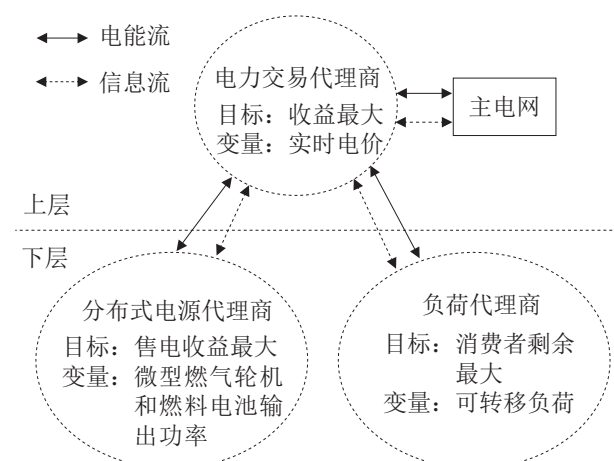 电能流
信息流
电力交易代理商
目标：收益最大
变量：实时电价
主电网
上层
下层
分布式电源代理商
目标：售电收益最大
变量：微型燃气轮机
和燃料电池输
出功率
负荷代理商
目标：消费者剩余
最大
变量：可转移负荷